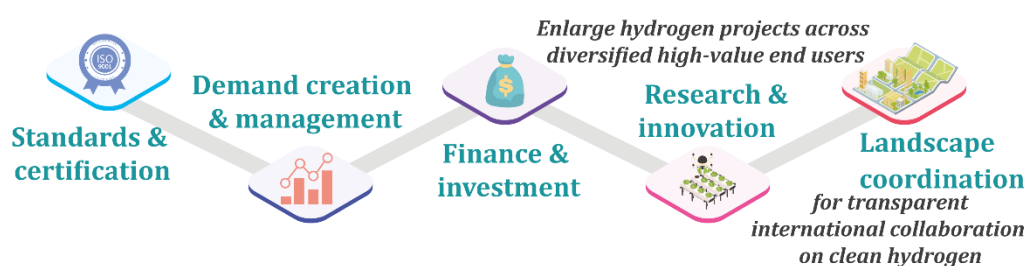 ISO
9001
Standards &
certification
Demand creation
& management
Finance &
investment
Enlarge hydrogen projects across
diversified high-value end users
Research &
innovation
Landscape
coordination
for transparent
international collaboration
on clean hydrogen